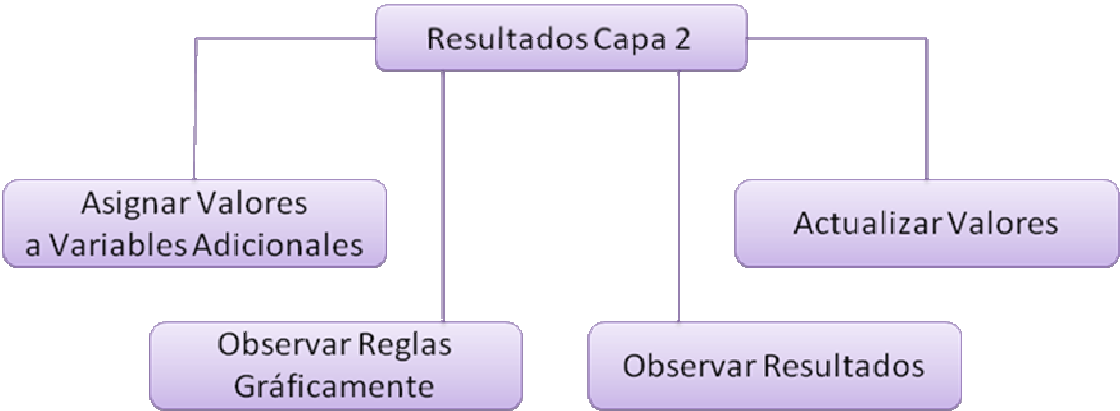 Resultados Capa 2
Asignar Valores
a Variables Adicionales
Actualizar Valores
Observar Reglas
Gráficamente
Observar Resultados